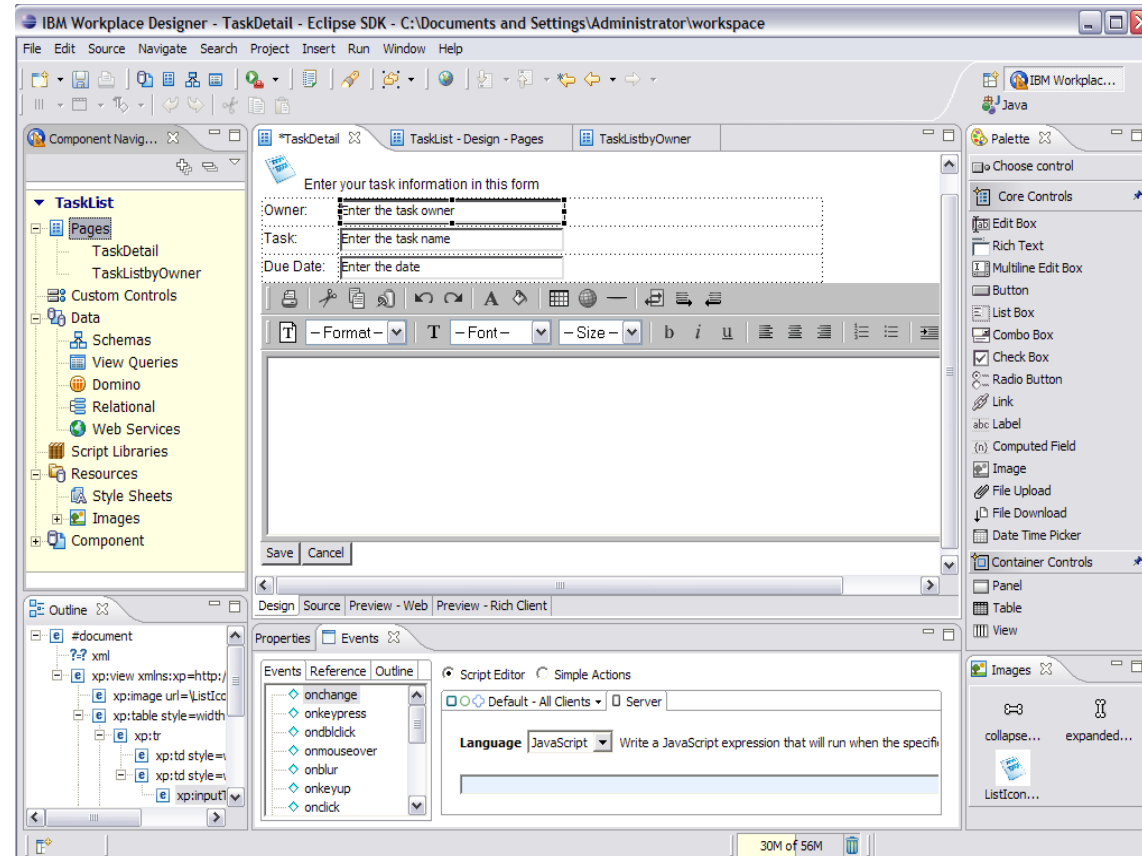 IBM Workplace Designer - TaskDetail - Eclipse SDK - C:\Documents and Settings\Administrator\workspace
File Edit Source Navigate Search Project Insert Run Window Help
IBM Workplac...
Java
Component Navig...
TaskList
Pages
TaskDetail
TaskListbyOwner
Custom Controls
Data
Schemas
View Queries
Domino
Relational
Web Services
Script Libraries
Resources
Style Sheets
Images
Component
Outline
#document
?=? xml
e xp:view xmlns:xp=http:/
e xp:image url=\ListIcc
e xp:table style=width
e xp:tr
e xp:td style=
e xp:td style=
e xp:input
*TaskDetail
TaskList - Design - Pages
TaskListbyOwner
Enter your task information in this form
Owner: Enter the task owner
Task: Enter the task name
Due Date: Enter the date
A
T – Format – T – Font – – Size – b i u
Save Cancel
Design Source Preview - Web Preview - Rich Client
Properties Events
Events Reference Outline
onchange
onkeypress
ondblclick
onmouseover
onblur
onkeyup
onclick
Script Editor Simple Actions
Default - All Clients Server
Language JavaScript Write a JavaScript expression that will run when the specifi
Palette
Choose control
Core Controls
Edit Box
Rich Text
Multiline Edit Box
Button
List Box
Combo Box
Check Box
Radio Button
Link
abc Label
{n} Computed Field
Image
File Upload
File Download
Date Time Picker
Container Controls
Panel
Table
View
Images
collapse... expanded...
ListIcon...
30M of 56M